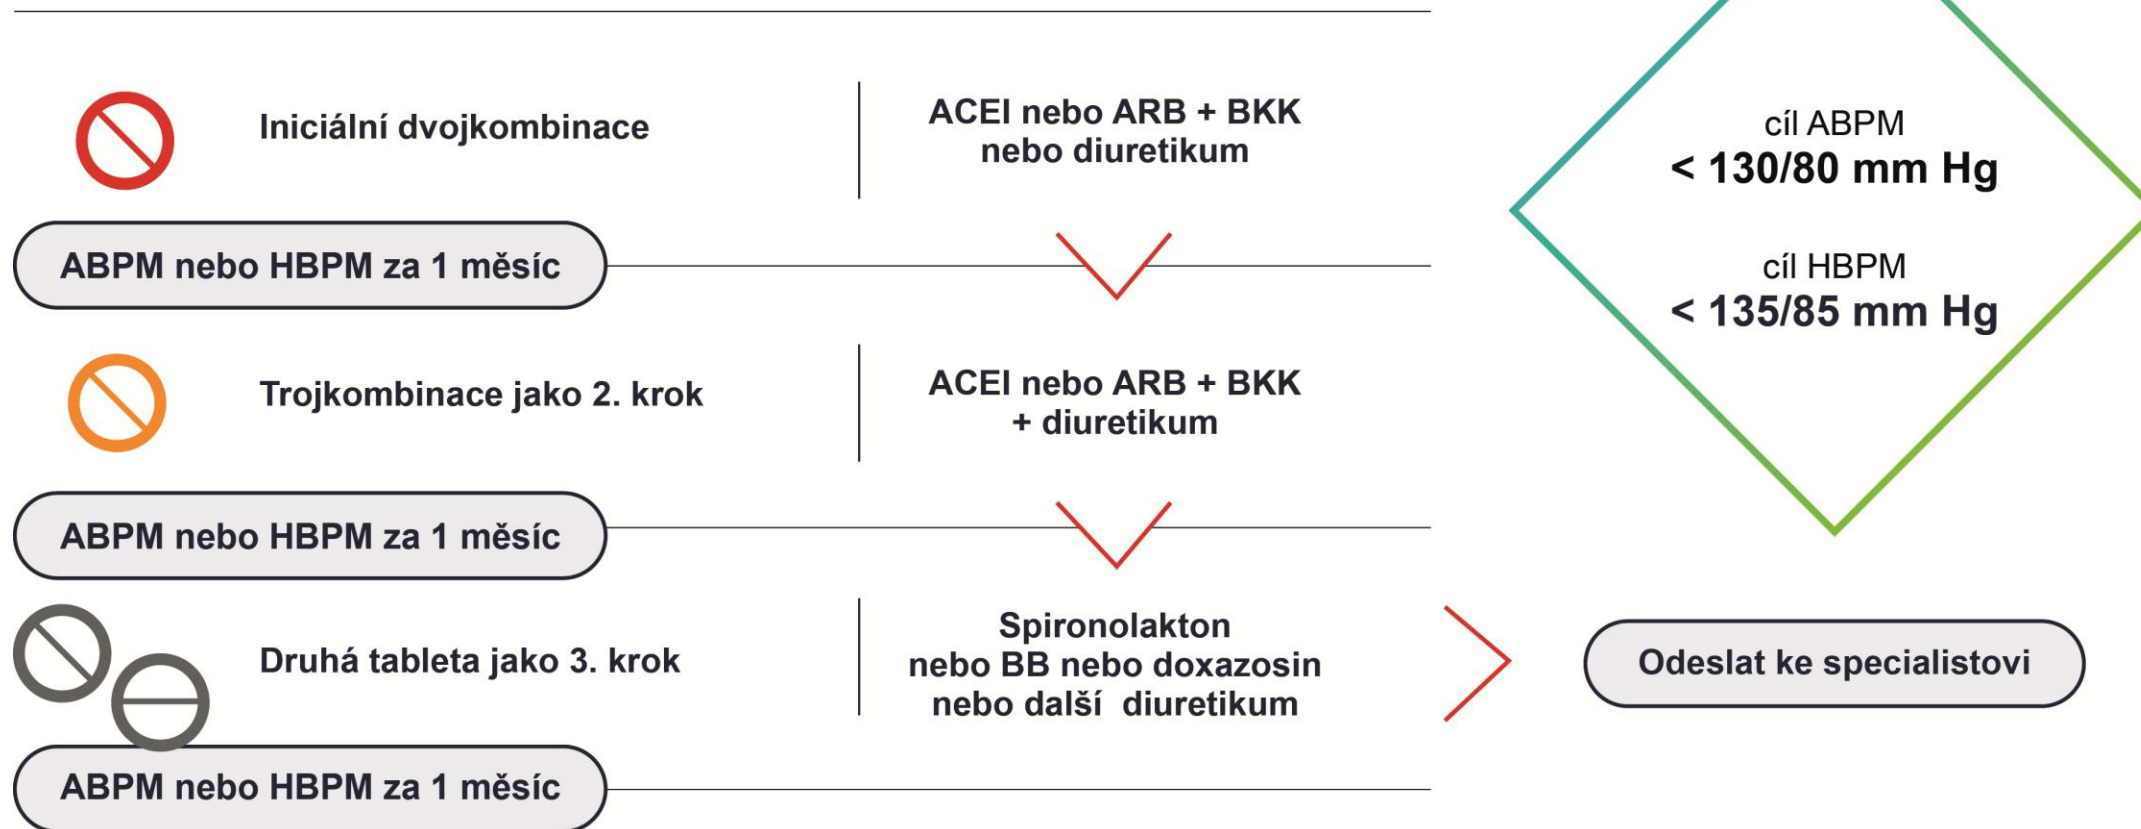 Iniciální dvojkombinace
ACEI nebo ARB + BKK
nebo diuretikum
cíl ABPM
< 130/80 mm Hg
cíl HBPM
< 135/85 mm Hg
ABPM nebo HBPM za 1 měsíc
Trojkombinace jako 2. krok
ACEI nebo ARB + BKK
+ diuretikum
ABPM nebo HBPM za 1 měsíc
Druhá tableta jako 3. krok
Spironolakton
nebo BB nebo doxazosin
nebo další diuretikum
Odeslat ke specialistovi
ABPM nebo HBPM za 1 měsíc